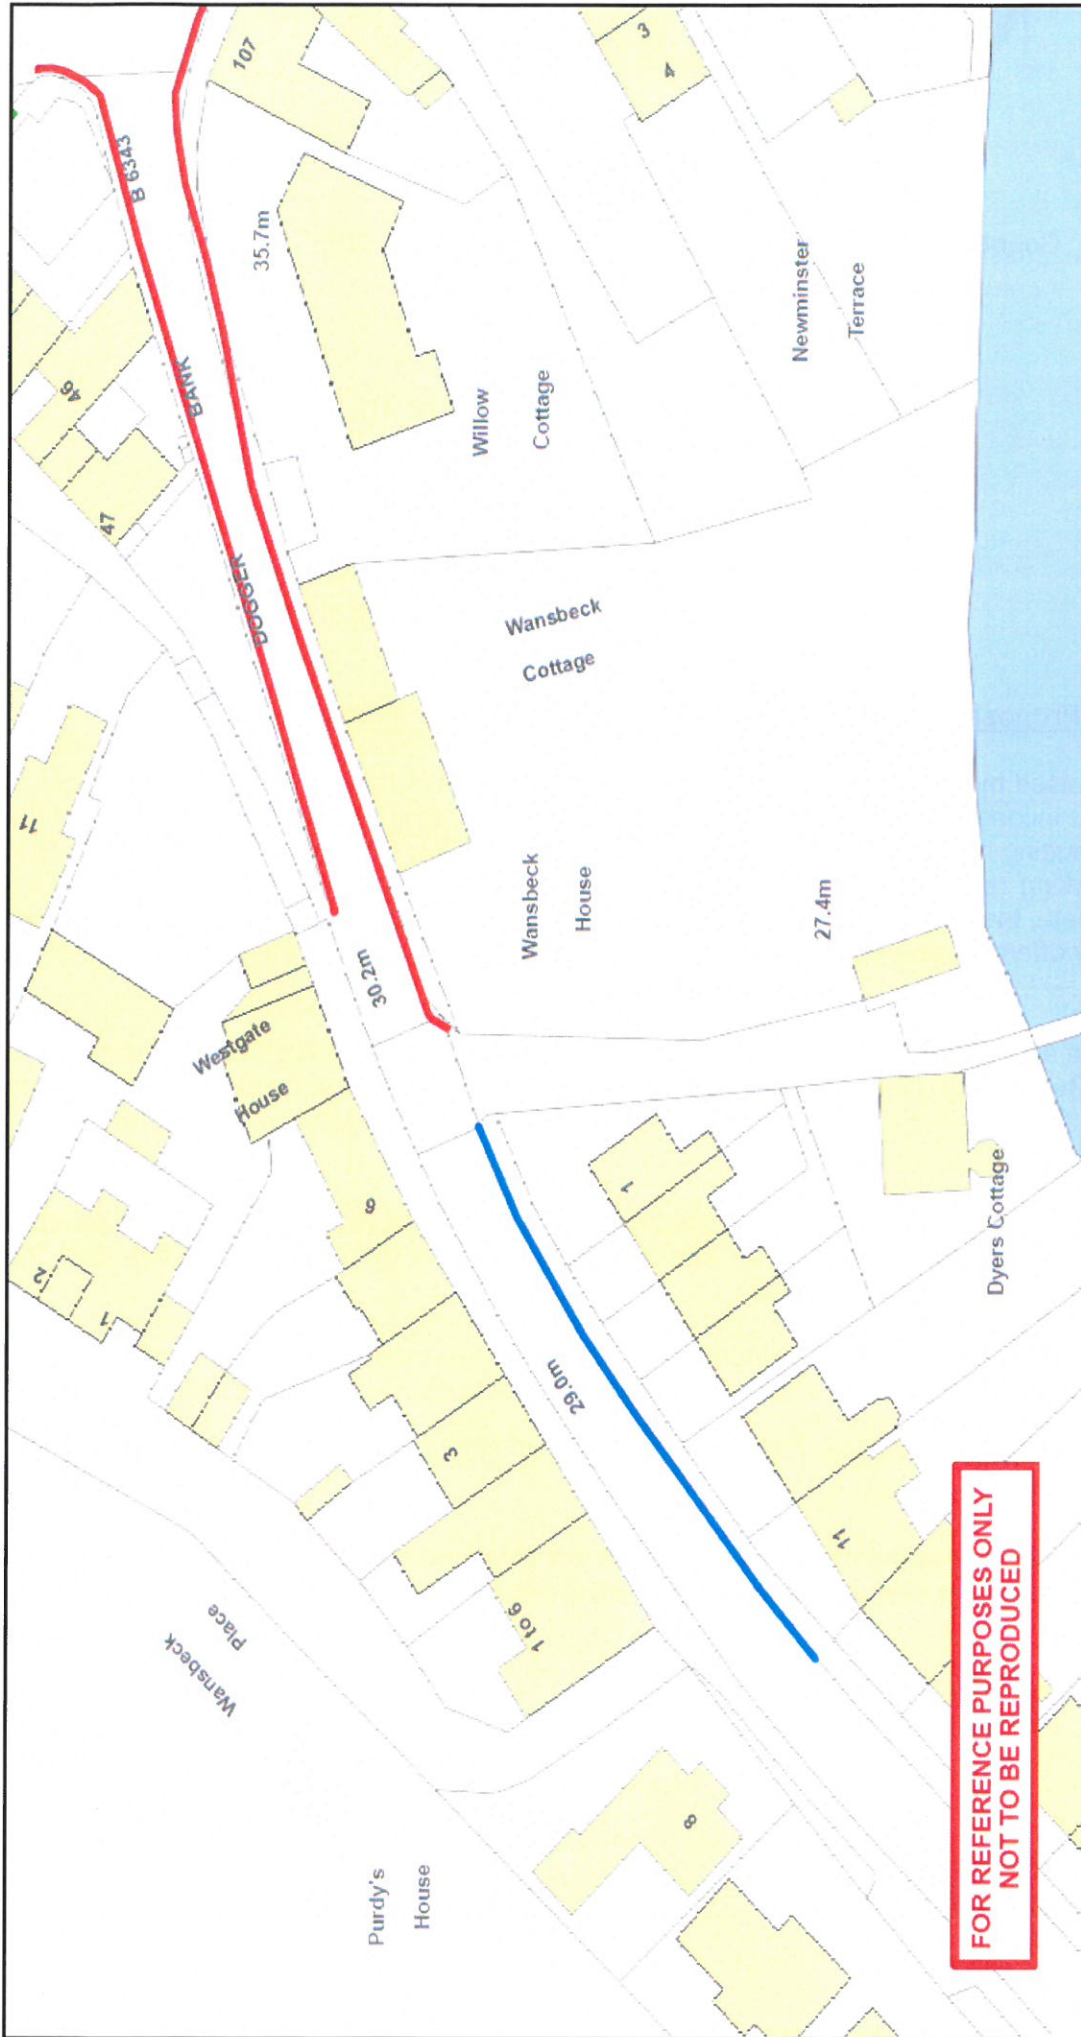 107
3
4
B 6343
35.7m
46
BANK
Newminster
Terrace
Willow
Cottage
47
DOGGER
Wansbeck
Cottage
11
Wansbeck
House
27.4m
30.2m
Westgate
House
6
1
2
1
Dyers Cottage
29.0m
3
11
1 to 6
Wansbeck
Place
8
Purdy's
House
FOR REFERENCE PURPOSES ONLY
NOT TO BE REPRODUCED